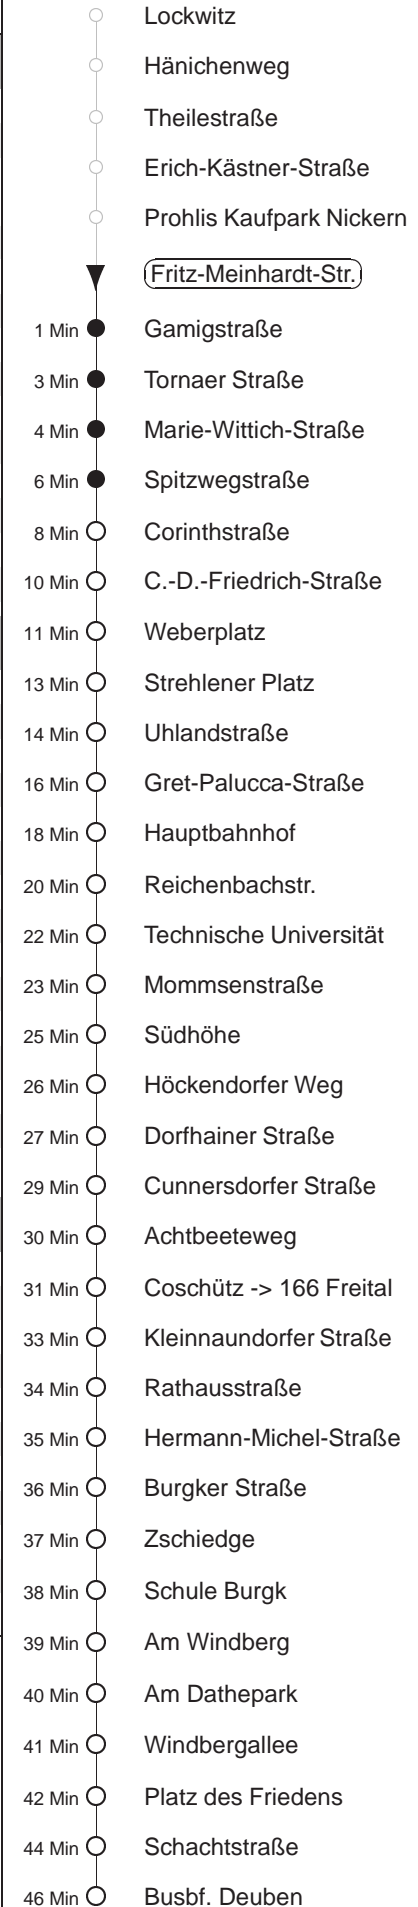 Lockwitz
Hänichenweg
Theilestraße
Erich-Kästner-Straße
Prohlis Kaufpark Nickern
Fritz-Meinhardt-Str.
1 Min Gamigstraße
3 Min Tornaer Straße
4 Min Marie-Wittich-Straße
6 Min Spitzwegstraße
8 Min Corinthstraße
10 Min C.-D.-Friedrich-Straße
11 Min Weberplatz
13 Min Strehlener Platz
14 Min Uhlandstraße
16 Min Gret-Palucca-Straße
18 Min Hauptbahnhof
20 Min Reichenbachstr.
22 Min Technische Universität
23 Min Mommsenstraße
25 Min Südhöhe
26 Min Höckendorfer Weg
27 Min Dorfhainer Straße
29 Min Cunnersdorfer Straße
30 Min Achtbeeteweg
31 Min Coschütz -> 166 Freital
33 Min Kleinnaundorfer Straße
34 Min Rathausstraße
35 Min Hermann-Michel-Straße
36 Min Burgker Straße
37 Min Zschiedge
38 Min Schule Burgk
39 Min Am Windberg
40 Min Am Dathepark
41 Min Windbergallee
42 Min Platz des Friedens
44 Min Schachtstraße
46 Min Busbf. Deuben